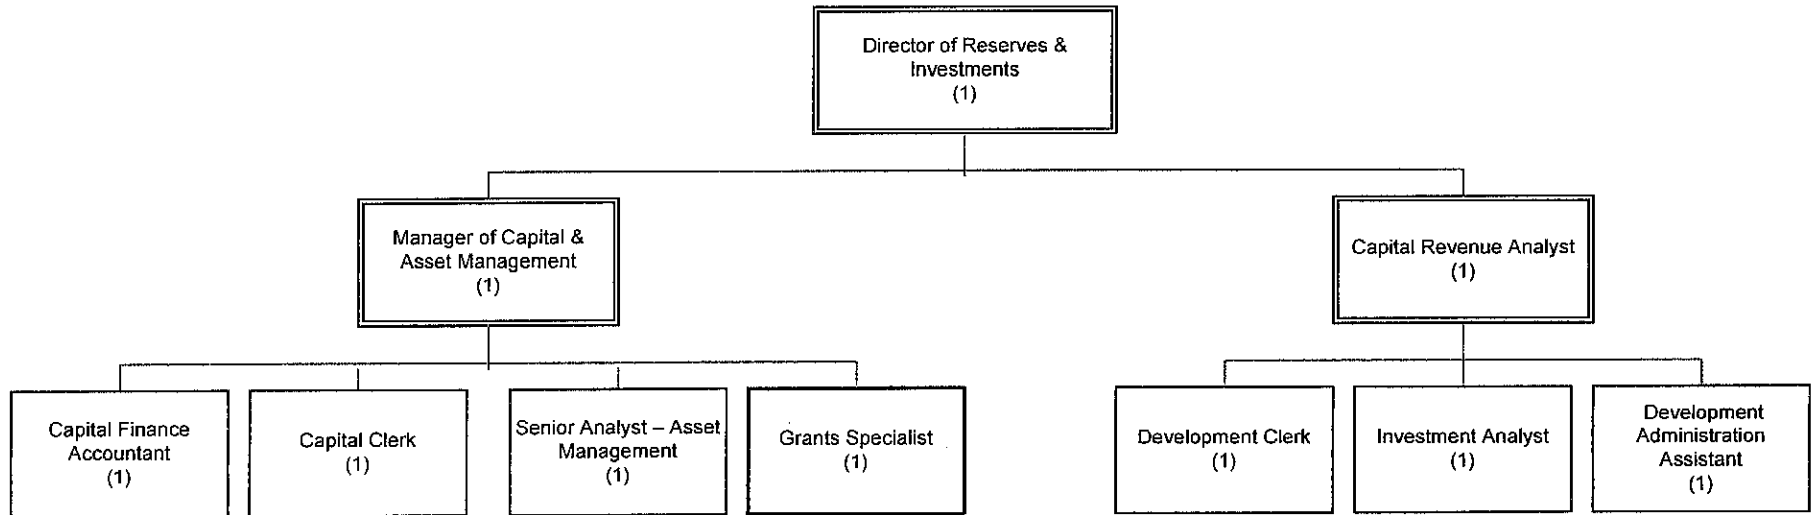 Director of Reserves &
Investments
(1)
Manager of Capital &
Asset Management
(1)
Capital Revenue Analyst
(1)
Capital Finance
Accountant
(1)
Capital Clerk
(1)
Senior Analyst – Asset
Management
(1)
Grants Specialist
(1)
Development Clerk
(1)
Investment Analyst
(1)
Development
Administration
Assistant
(1)